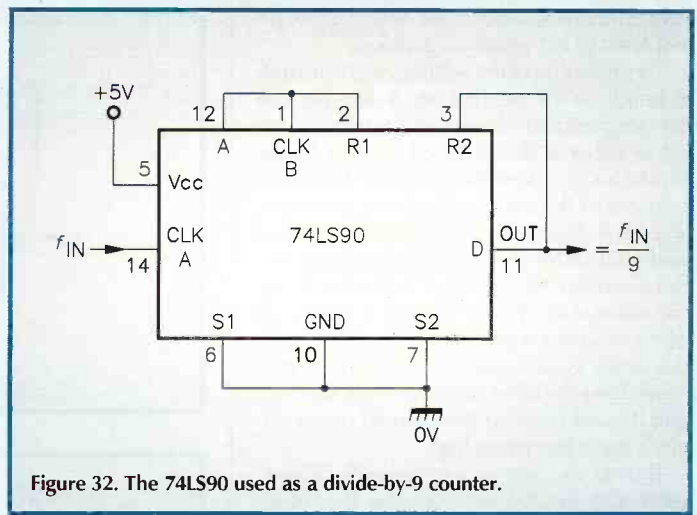 +5V
12 1 2 3
A CLK R1 R2
B
5 Vcc
74LS90
fIN CLK
14 A
D OUT = fIN/9
11
S1 GND S2
6 10 7
0V
Figure 32. The 74LS90 used as a divide-by-9 counter.